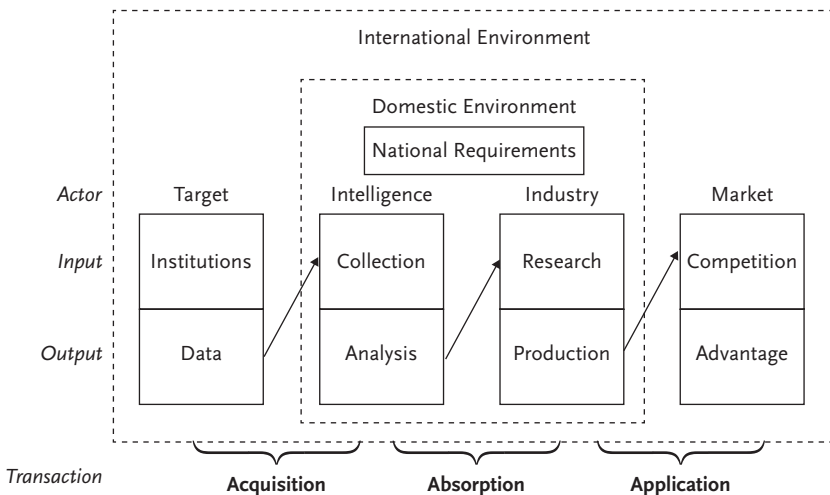 International Environment
Domestic Environment
National Requirements
Actor Target Intelligence Industry Market
Input Institutions Collection Research Competition
Output Data Analysis Production Advantage
Transaction Acquisition Absorption Application